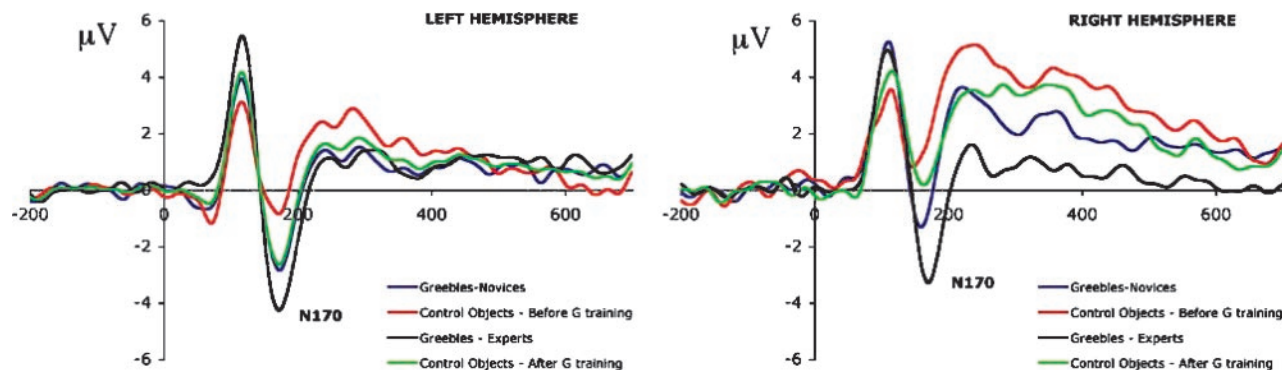 LEFT HEMISPHERE
μV
6
4
2
0
-2
-4
-6
-200
0
200
400
600
N170
Greebles-Novices
Control Objects - Before G training
Greebles - Experts
Control Objects - After G training
RIGHT HEMISPHERE
μV
6
4
2
0
-2
-4
-6
-200
0
200
400
600
N170
Greebles-Novices
Control Objects - Before G training
Greebles - Experts
Control Objects - After G training